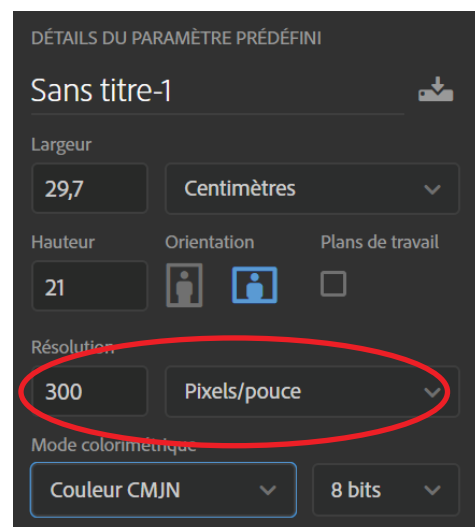 DÉTAILS DU PARAMÈTRE PRÉDÉFINI
Sans titre-1
Largeur
29,7 Centimètres
Hauteur Orientation Plans de travail
21
Résolution
300 Pixels/pouce
Mode colorimétrique
Couleur CMJN 8 bits